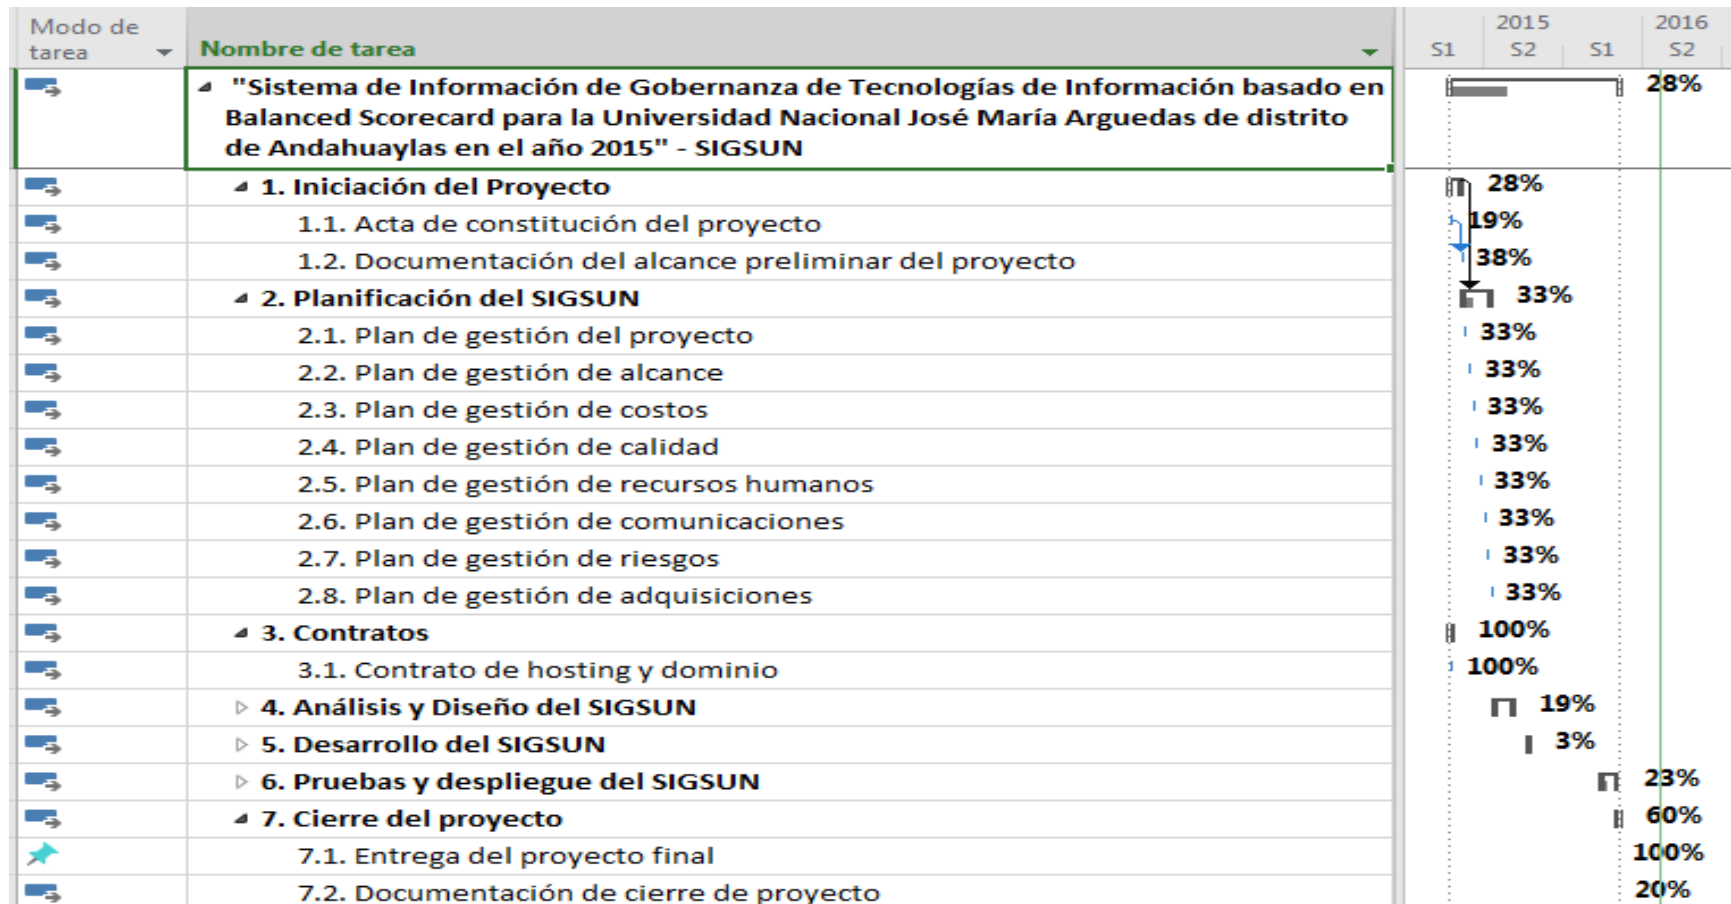 Modo de
tarea
Nombre de tarea
2015 2016
S1 S2 S1 S2
"Sistema de Información de Gobernanza de Tecnologías de Información basado en
Balanced Scorecard para la Universidad Nacional José María Arguedas de distrito
de Andahuaylas en el año 2015" - SIGSUN
28%
1. Iniciación del Proyecto 28%
1.1. Acta de constitución del proyecto 19%
1.2. Documentación del alcance preliminar del proyecto 38%
2. Planificación del SIGSUN 33%
2.1. Plan de gestión del proyecto 33%
2.2. Plan de gestión de alcance 33%
2.3. Plan de gestión de costos 33%
2.4. Plan de gestión de calidad 33%
2.5. Plan de gestión de recursos humanos 33%
2.6. Plan de gestión de comunicaciones 33%
2.7. Plan de gestión de riesgos 33%
2.8. Plan de gestión de adquisiciones 33%
3. Contratos 100%
3.1. Contrato de hosting y dominio 100%
4. Análisis y Diseño del SIGSUN 19%
5. Desarrollo del SIGSUN 3%
6. Pruebas y despliegue del SIGSUN 23%
7. Cierre del proyecto 60%
7.1. Entrega del proyecto final 100%
7.2. Documentación de cierre de proyecto 20%